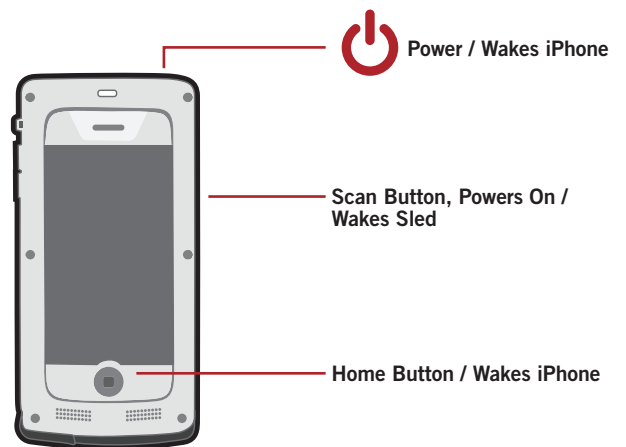 Power / Wakes iPhone
Scan Button, Powers On /
Wakes Sled
Home Button / Wakes iPhone